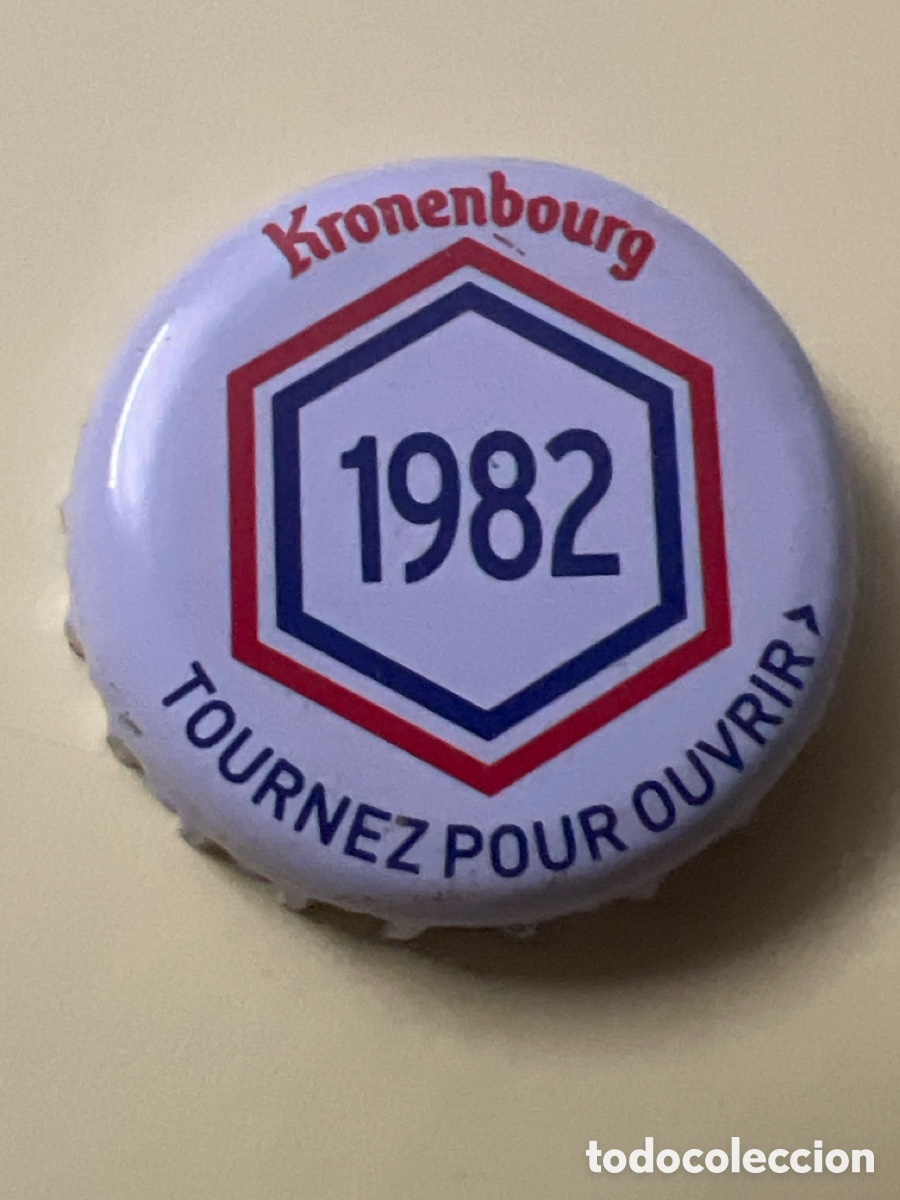 Kronenbourg
1982
TOURNEZ POUR OUVRIR >
todocoleccion